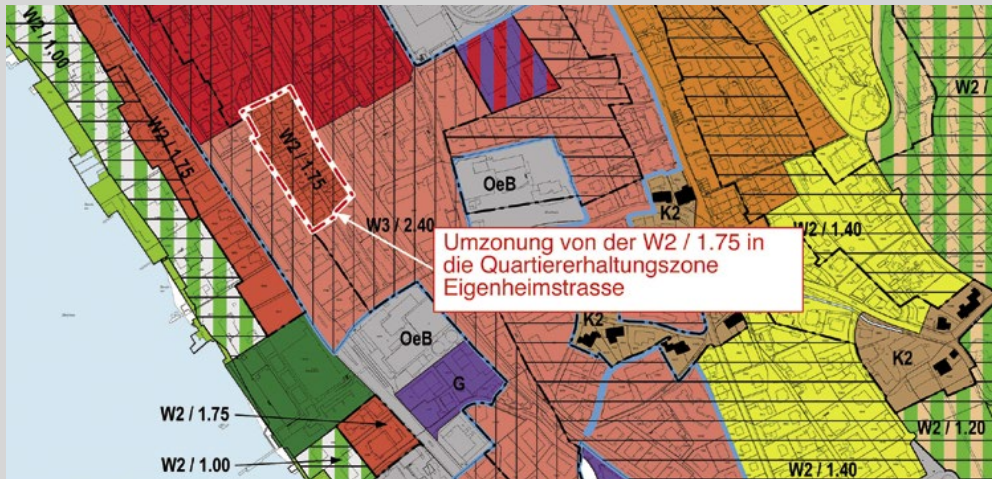 W2 / 1.00
W2 / 1.75
W2 / 1.75
W3 / 2.40
OeB
K2
W2 /
W2 / 1.40
Umzonung von der W2 / 1.75 in
die Quartiererhaltungszone
Eigenheimstrasse
K2
OeB
G
K2
W2 / 1.75
W2 / 1.00
W2 / 1.20
W2 / 1.40